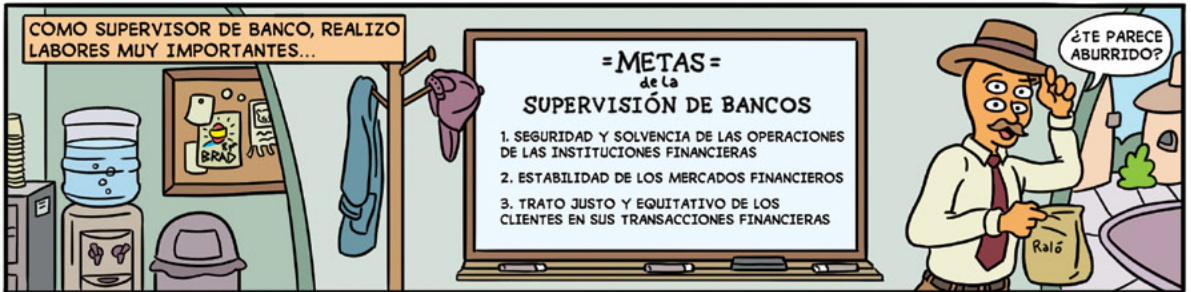 COMO SUPERVISOR DE BANCO, REALIZO
LABORES MUY IMPORTANTES...
BRAD
=METAS=
de la
SUPERVISIÓN DE BANCOS
1. SEGURIDAD Y SOLVENCIA DE LAS OPERACIONES
DE LAS INSTITUCIONES FINANCIERAS
2. ESTABILIDAD DE LOS MERCADOS FINANCIEROS
3. TRATO JUSTO Y EQUITATIVO DE LOS
CLIENTES EN SUS TRANSACCIONES FINANCIERAS
¿TE PARECE
ABURRIDO?
Raló